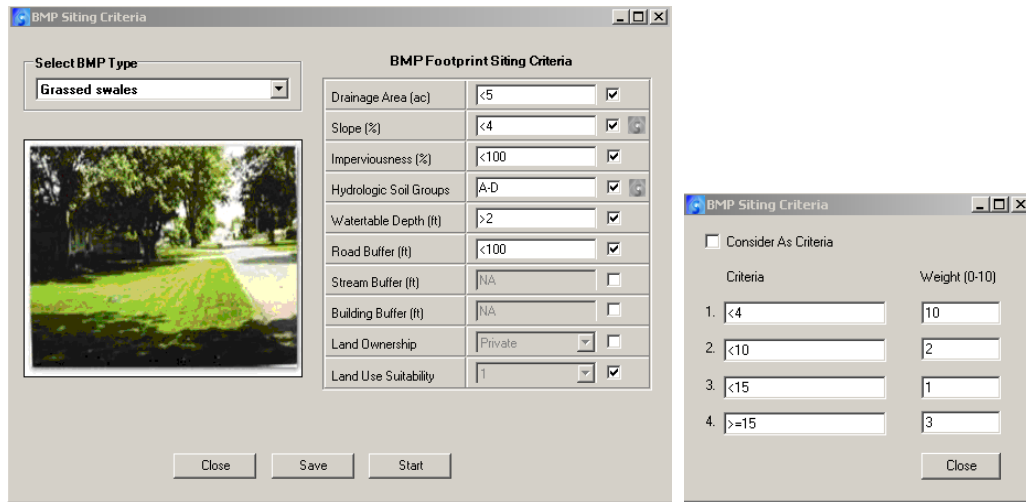 BMP Siting Criteria
Select BMP Type
Grassed swales
BMP Footprint Siting Criteria
Drainage Area (ac) <5
Slope (%) <4
Imperviousness (%) <100
Hydrologic Soil Groups A-D
Watertable Depth (ft) >2
Road Buffer (ft) <100
Stream Buffer (ft) NA
Building Buffer (ft) NA
Land Ownership Private
Land Use Suitability 1
Close Save Start
BMP Siting Criteria
Consider As Criteria
Criteria Weight (0-10)
1. <4 10
2. <10 2
3. <15 1
4. >=15 3
Close